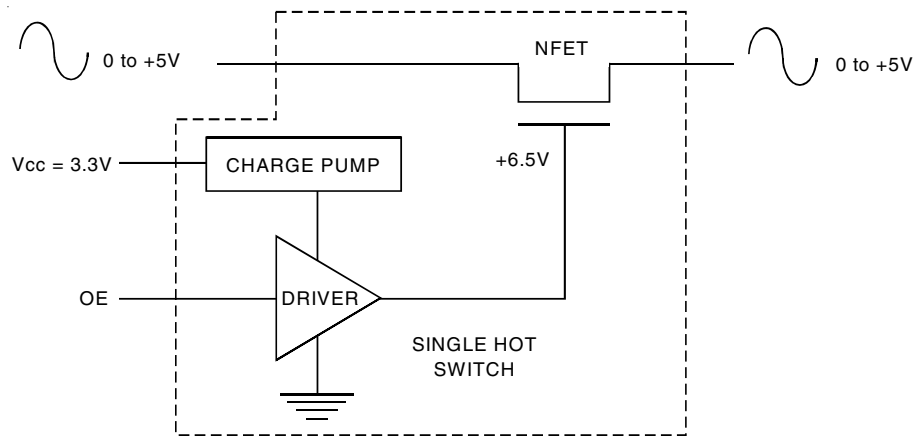 NFET
0 to +5V
0 to +5V
Vcc = 3.3V
CHARGE PUMP
+6.5V
OE
DRIVER
SINGLE HOT
SWITCH